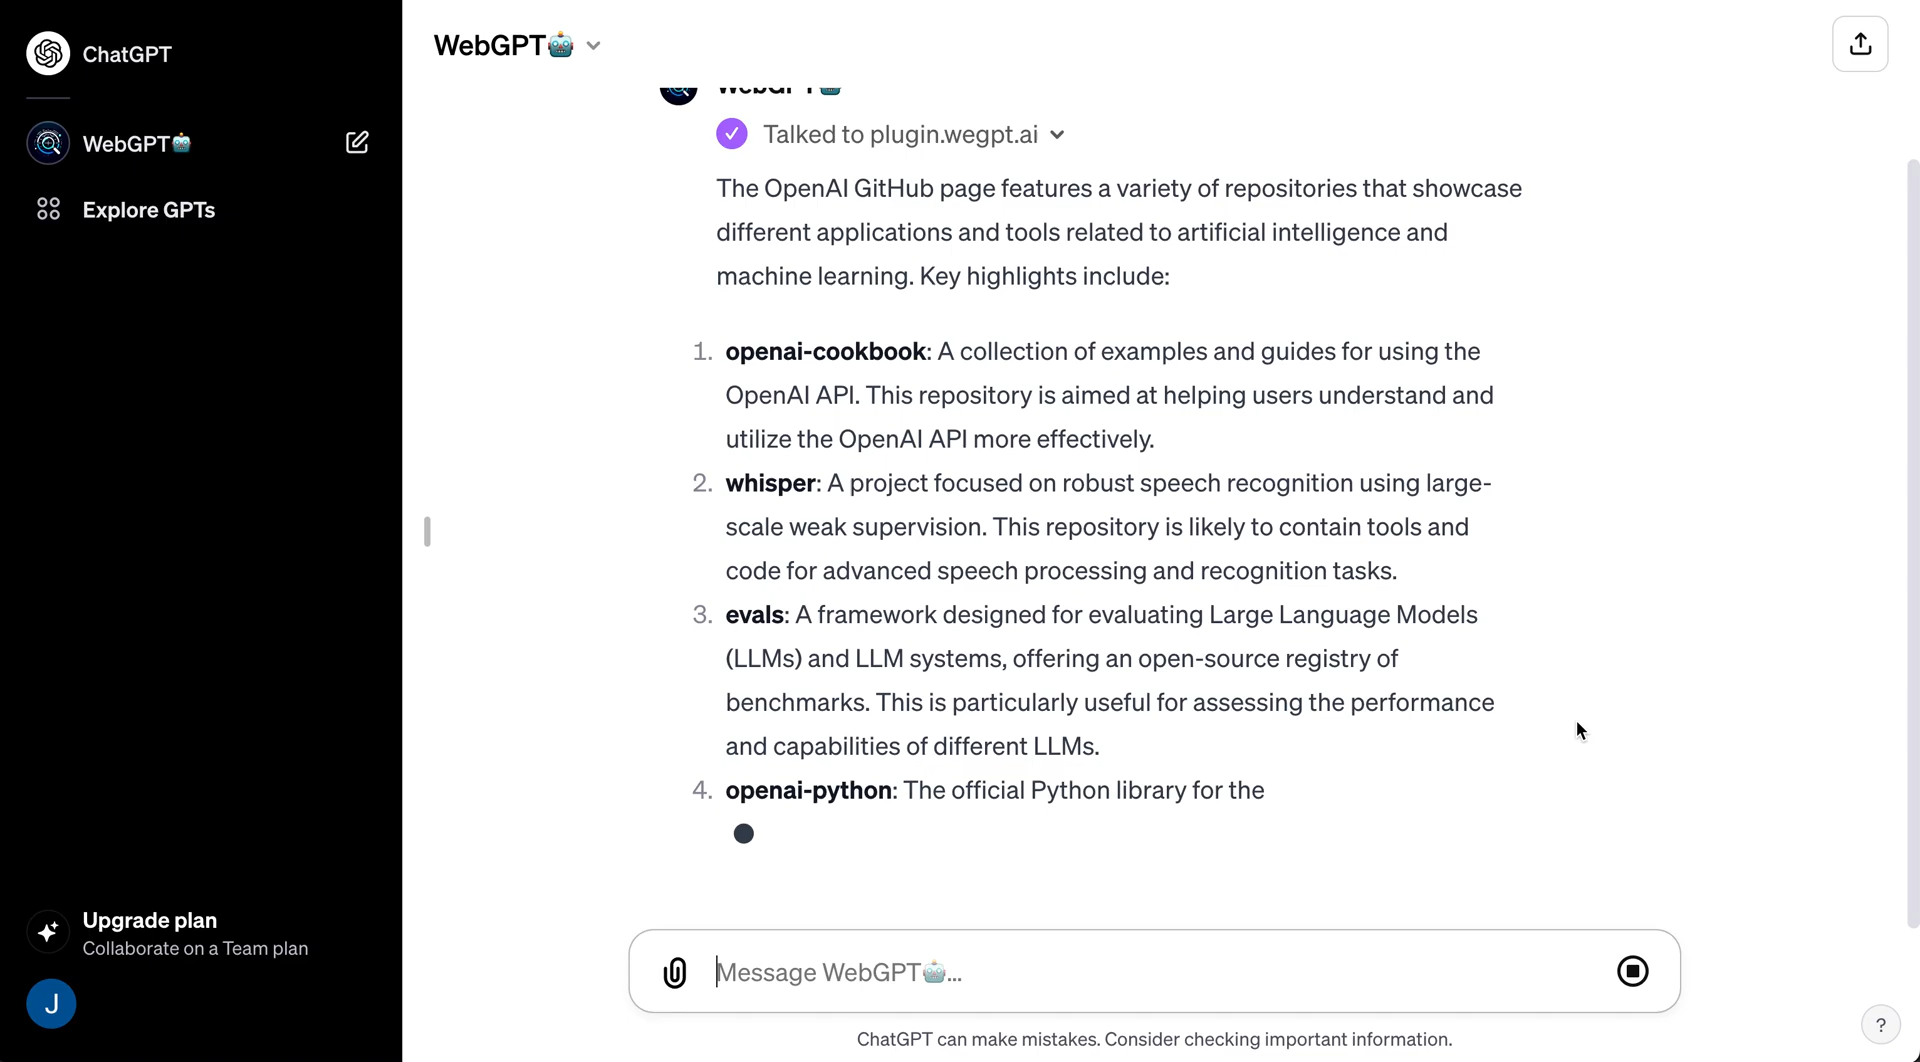 ChatGPT
WebGPT🤖
Explore GPTs
Upgrade plan
Collaborate on a Team plan
J
WebGPT🤖
WebGPT🤖
Talked to plugin.wegpt.ai
The OpenAI GitHub page features a variety of repositories that showcase
different applications and tools related to artificial intelligence and
machine learning. Key highlights include:
1. openai-cookbook: A collection of examples and guides for using the
OpenAI API. This repository is aimed at helping users understand and
utilize the OpenAI API more effectively.
2. whisper: A project focused on robust speech recognition using large-
scale weak supervision. This repository is likely to contain tools and
code for advanced speech processing and recognition tasks.
3. evals: A framework designed for evaluating Large Language Models
(LLMs) and LLM systems, offering an open-source registry of
benchmarks. This is particularly useful for assessing the performance
and capabilities of different LLMs.
4. openai-python: The official Python library for the
Message WebGPT🤖...
ChatGPT can make mistakes. Consider checking important information.
?